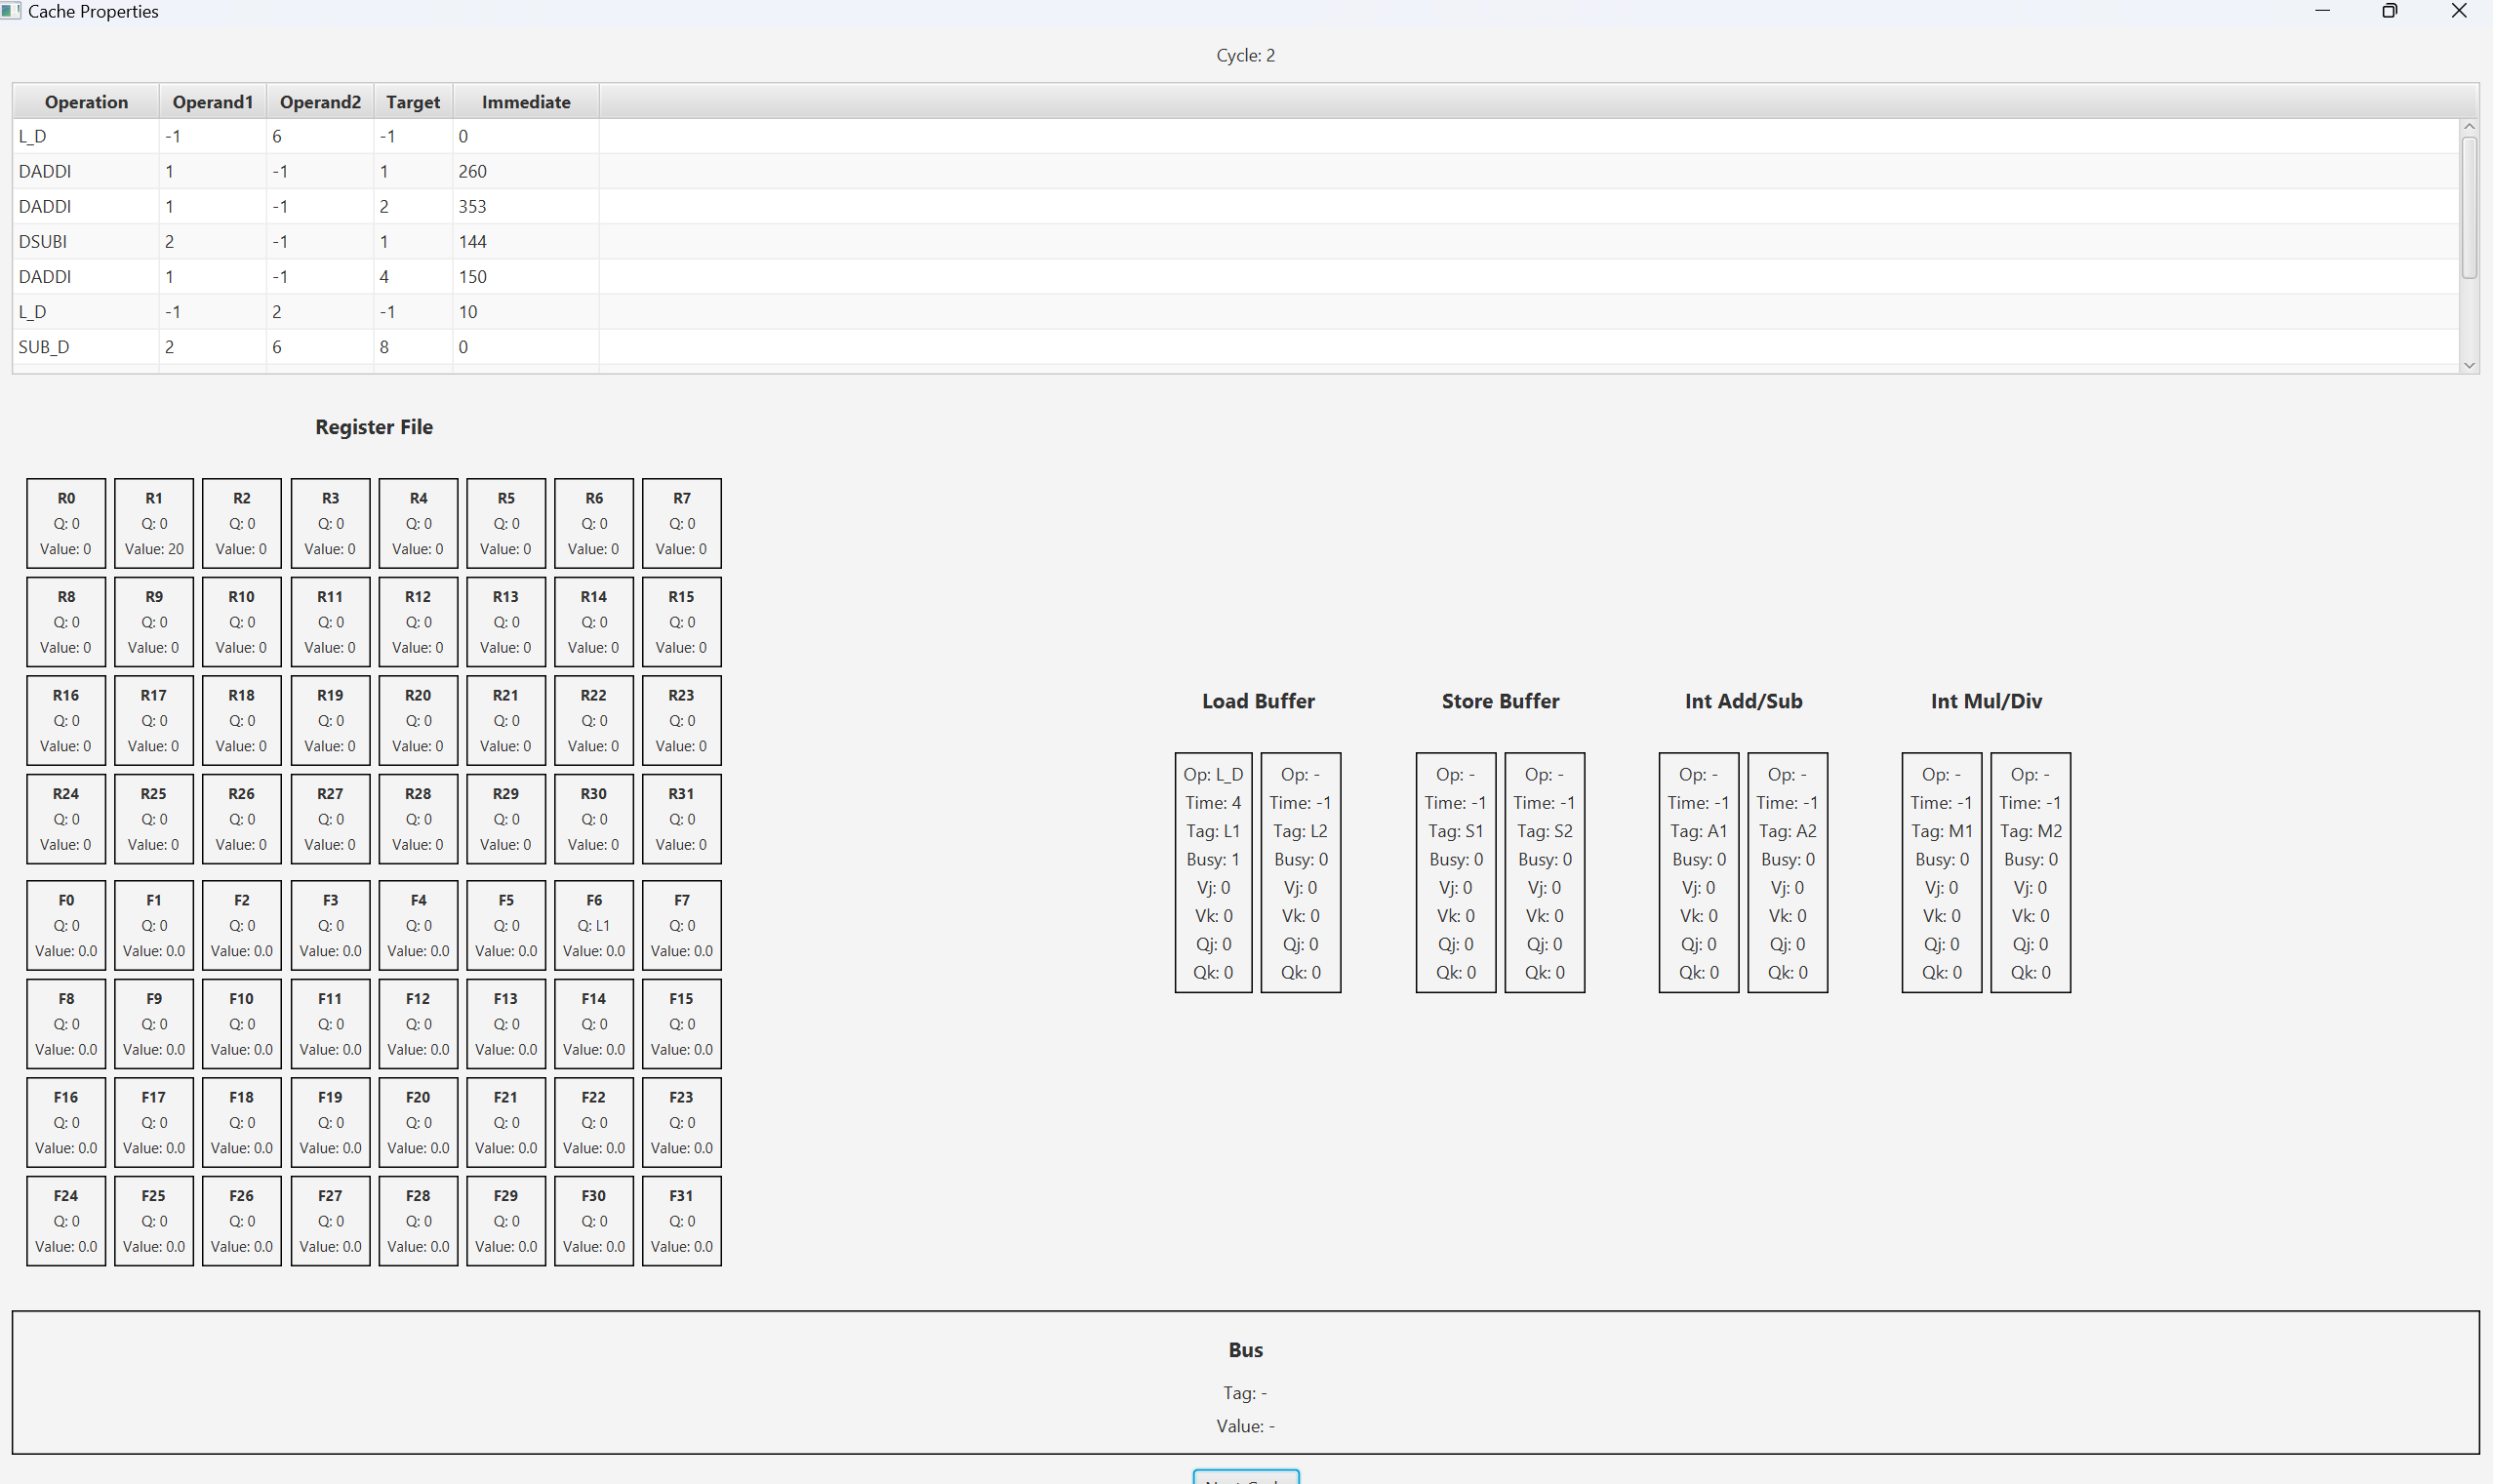 Cache Properties
Cycle: 2
Operation Operand1 Operand2 Target Immediate
L_D -1 6 -1 0
DADDI 1 -1 1 260
DADDI 1 -1 2 353
DSUBI 2 -1 1 144
DADDI 1 -1 4 150
L_D -1 2 -1 10
SUB_D 2 6 8 0
Register File
R0 R1 R2 R3 R4 R5 R6 R7
Q: 0 Q: 0 Q: 0 Q: 0 Q: 0 Q: 0 Q: 0 Q: 0
Value: 0 Value: 20 Value: 0 Value: 0 Value: 0 Value: 0 Value: 0 Value: 0
R8 R9 R10 R11 R12 R13 R14 R15
Q: 0 Q: 0 Q: 0 Q: 0 Q: 0 Q: 0 Q: 0 Q: 0
Value: 0 Value: 0 Value: 0 Value: 0 Value: 0 Value: 0 Value: 0 Value: 0
R16 R17 R18 R19 R20 R21 R22 R23
Q: 0 Q: 0 Q: 0 Q: 0 Q: 0 Q: 0 Q: 0 Q: 0
Value: 0 Value: 0 Value: 0 Value: 0 Value: 0 Value: 0 Value: 0 Value: 0
R24 R25 R26 R27 R28 R29 R30 R31
Q: 0 Q: 0 Q: 0 Q: 0 Q: 0 Q: 0 Q: 0 Q: 0
Value: 0 Value: 0 Value: 0 Value: 0 Value: 0 Value: 0 Value: 0 Value: 0
F0 F1 F2 F3 F4 F5 F6 F7
Q: 0 Q: 0 Q: 0 Q: 0 Q: 0 Q: 0 Q: L1 Q: 0
Value: 0.0 Value: 0.0 Value: 0.0 Value: 0.0 Value: 0.0 Value: 0.0 Value: 0.0 Value: 0.0
F8 F9 F10 F11 F12 F13 F14 F15
Q: 0 Q: 0 Q: 0 Q: 0 Q: 0 Q: 0 Q: 0 Q: 0
Value: 0.0 Value: 0.0 Value: 0.0 Value: 0.0 Value: 0.0 Value: 0.0 Value: 0.0 Value: 0.0
F16 F17 F18 F19 F20 F21 F22 F23
Q: 0 Q: 0 Q: 0 Q: 0 Q: 0 Q: 0 Q: 0 Q: 0
Value: 0.0 Value: 0.0 Value: 0.0 Value: 0.0 Value: 0.0 Value: 0.0 Value: 0.0 Value: 0.0
F24 F25 F26 F27 F28 F29 F30 F31
Q: 0 Q: 0 Q: 0 Q: 0 Q: 0 Q: 0 Q: 0 Q: 0
Value: 0.0 Value: 0.0 Value: 0.0 Value: 0.0 Value: 0.0 Value: 0.0 Value: 0.0 Value: 0.0
Load Buffer Store Buffer Int Add/Sub Int Mul/Div
Op: L_D Op: - Op: - Op: - Op: - Op: - Op: - Op: -
Time: 4 Time: -1 Time: -1 Time: -1 Time: -1 Time: -1 Time: -1 Time: -1
Tag: L1 Tag: L2 Tag: S1 Tag: S2 Tag: A1 Tag: A2 Tag: M1 Tag: M2
Busy: 1 Busy: 0 Busy: 0 Busy: 0 Busy: 0 Busy: 0 Busy: 0 Busy: 0
Vj: 0 Vj: 0 Vj: 0 Vj: 0 Vj: 0 Vj: 0 Vj: 0 Vj: 0
Vk: 0 Vk: 0 Vk: 0 Vk: 0 Vk: 0 Vk: 0 Vk: 0 Vk: 0
Qj: 0 Qj: 0 Qj: 0 Qj: 0 Qj: 0 Qj: 0 Qj: 0 Qj: 0
Qk: 0 Qk: 0 Qk: 0 Qk: 0 Qk: 0 Qk: 0 Qk: 0 Qk: 0
Bus
Tag: -
Value: -